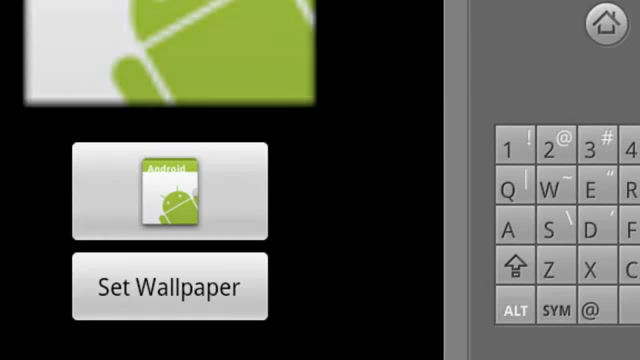 Android
Set Wallpaper
1 ! 2 @ 3 # 4
Q | W ~ E “ R
A S \ D ´ F
Z X C
ALT SYM @